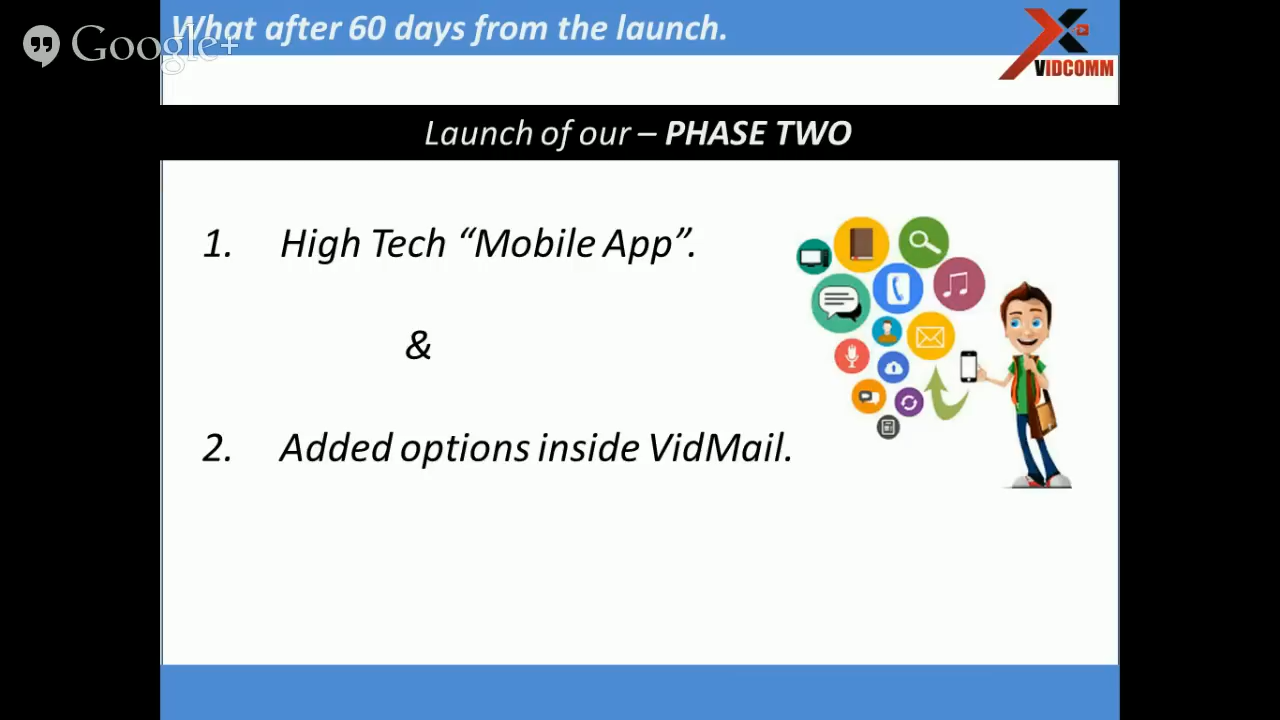 What after 60 days from the launch.
Google+
VIDCOMM
Launch of our – PHASE TWO
1. High Tech “Mobile App”.
&
2. Added options inside VidMail.